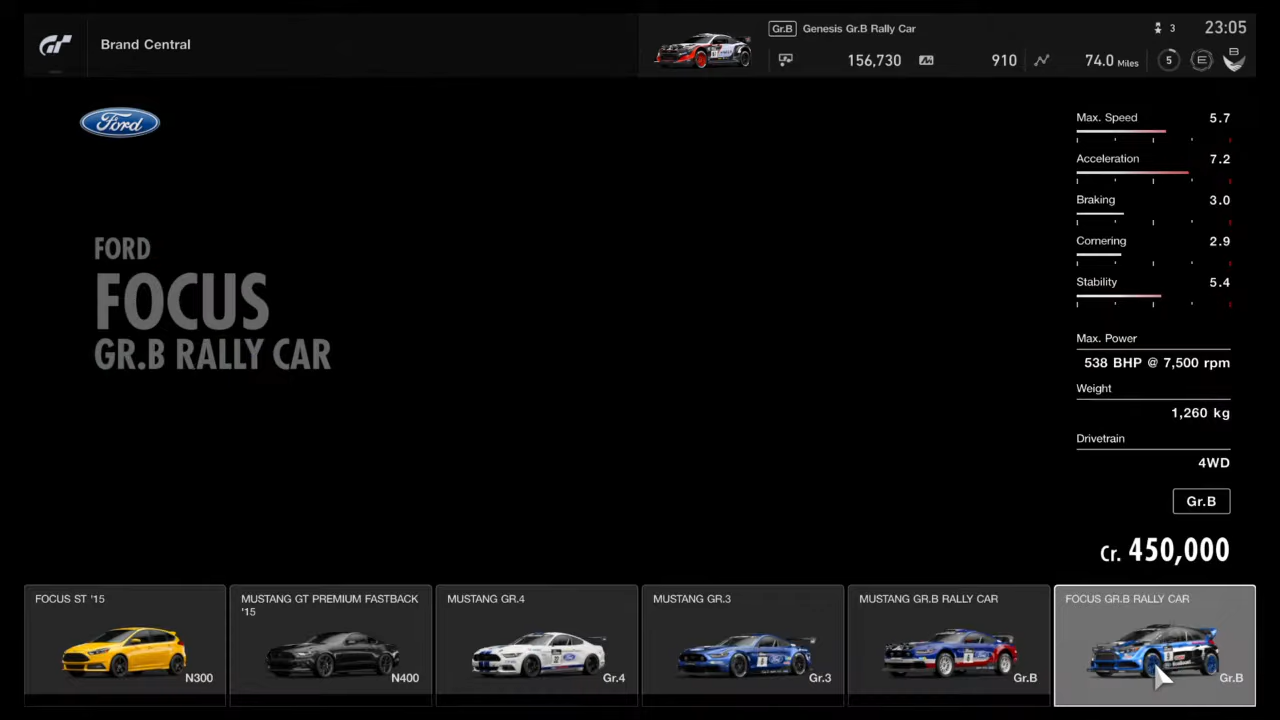 Brand Central
Gr.B Genesis Gr.B Rally Car
3
23:05
156,730
910
74.0 Miles
5
E
B
Ford
FORD
FOCUS
GR.B RALLY CAR
Max. Speed 5.7
Acceleration 7.2
Braking 3.0
Cornering 2.9
Stability 5.4
Max. Power
538 BHP @ 7,500 rpm
Weight
1,260 kg
Drivetrain
4WD
Gr.B
Cr. 450,000
FOCUS ST '15
N300
MUSTANG GT PREMIUM FASTBACK
'15
N400
MUSTANG GR.4
Gr.4
MUSTANG GR.3
Gr.3
MUSTANG GR.B RALLY CAR
Gr.B
FOCUS GR.B RALLY CAR
Gr.B